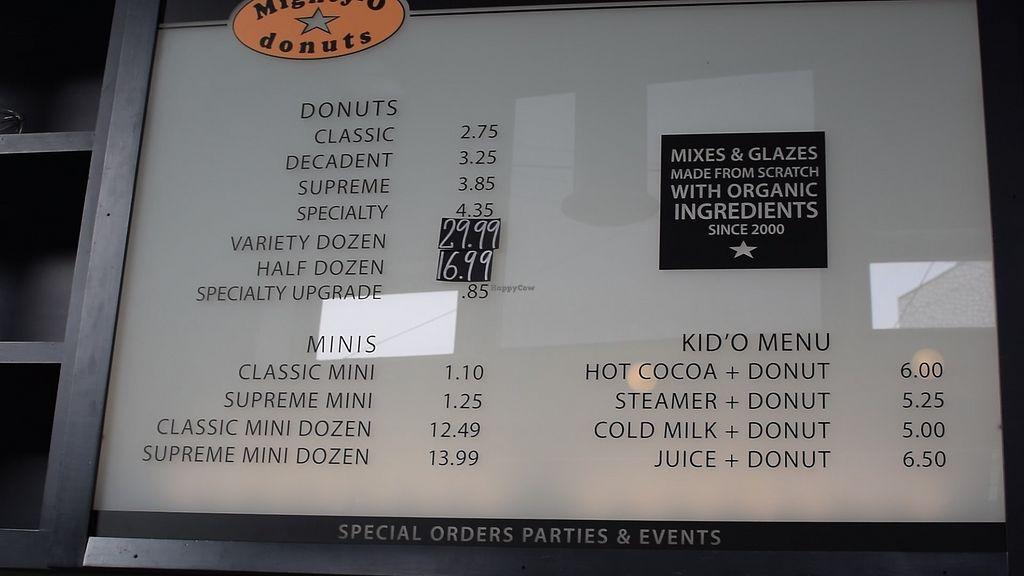 Mighty-O
donuts
DONUTS
CLASSIC 2.75
DECADENT 3.25
SUPREME 3.85
SPECIALTY 4.35
VARIETY DOZEN 29.99
HALF DOZEN 16.99
SPECIALTY UPGRADE .85
HappyCow
MINIS
CLASSIC MINI 1.10
SUPREME MINI 1.25
CLASSIC MINI DOZEN 12.49
SUPREME MINI DOZEN 13.99
MIXES & GLAZES
MADE FROM SCRATCH
WITH ORGANIC
INGREDIENTS
SINCE 2000
KID'O MENU
HOT COCOA + DONUT 6.00
STEAMER + DONUT 5.25
COLD MILK + DONUT 5.00
JUICE + DONUT 6.50
SPECIAL ORDERS PARTIES & EVENTS